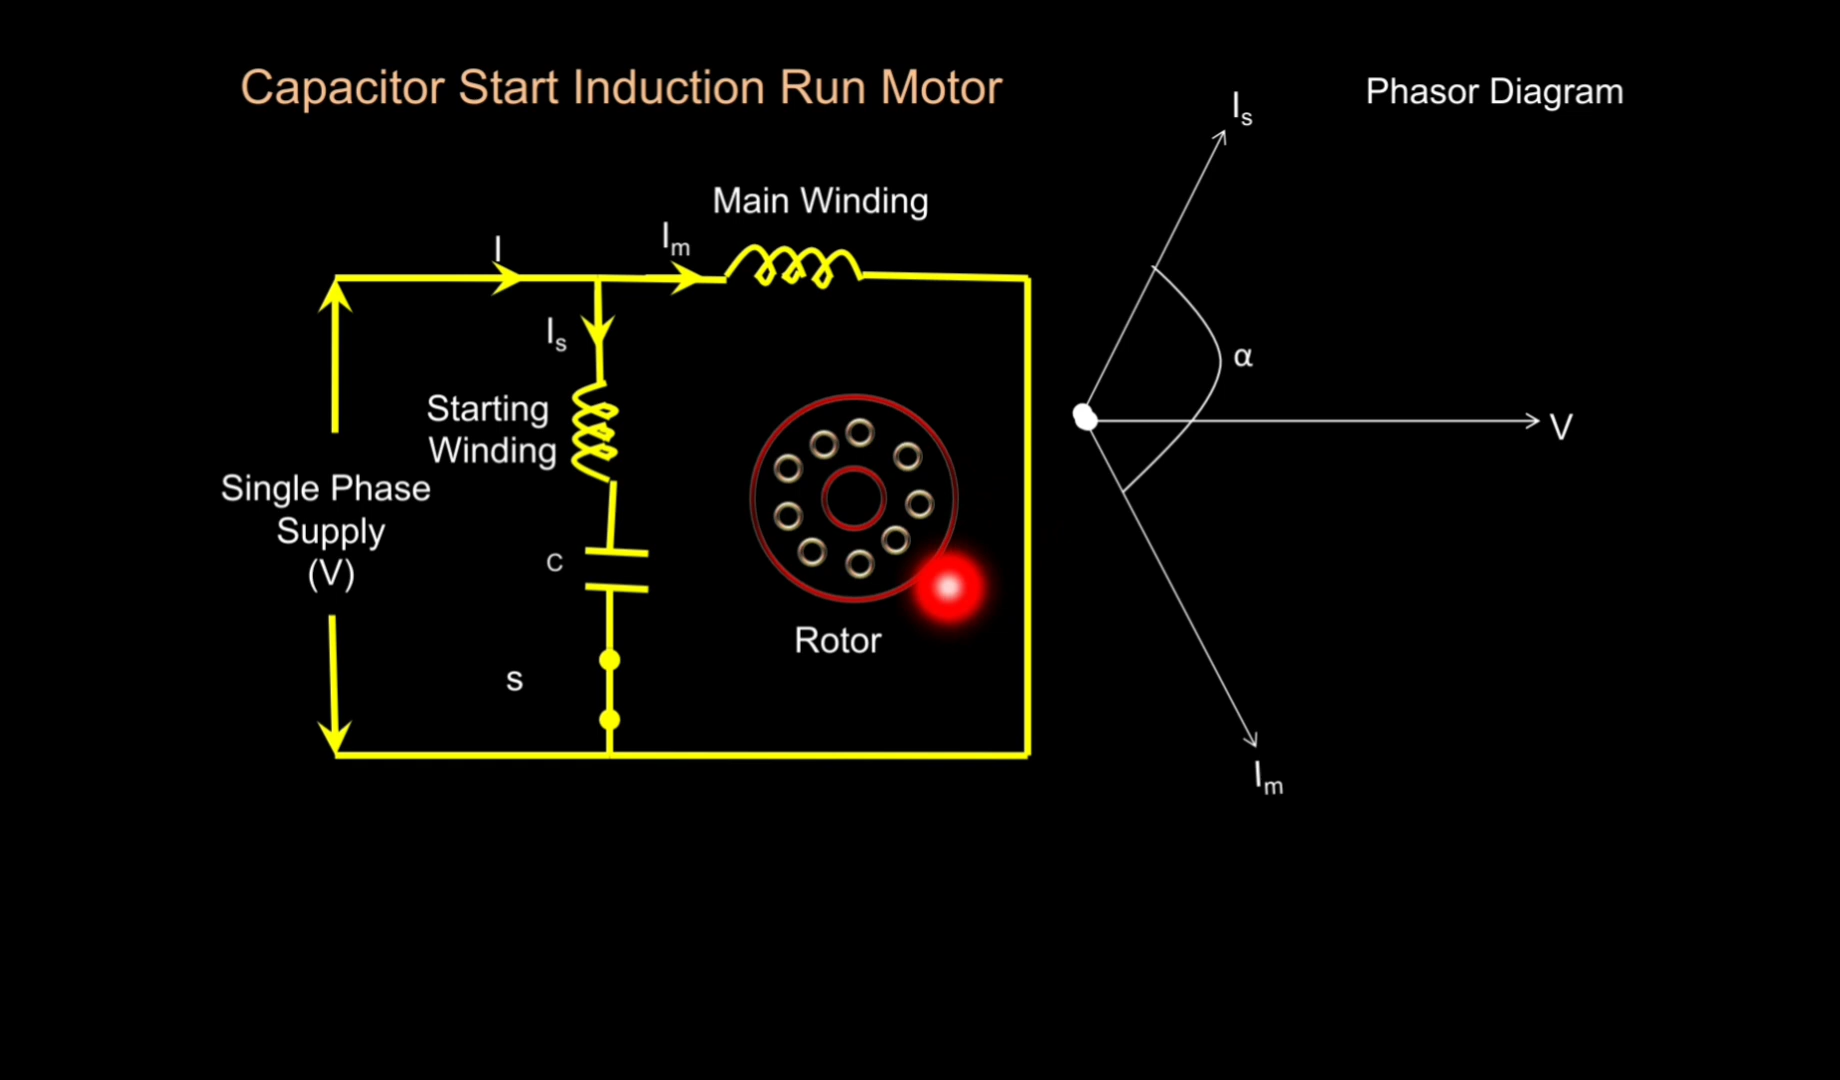 Capacitor Start Induction Run Motor
Phasor Diagram
Is
Main Winding
I
Im
Is
α
Starting
Winding
V
Single Phase
Supply
(V)
C
Rotor
S
Im